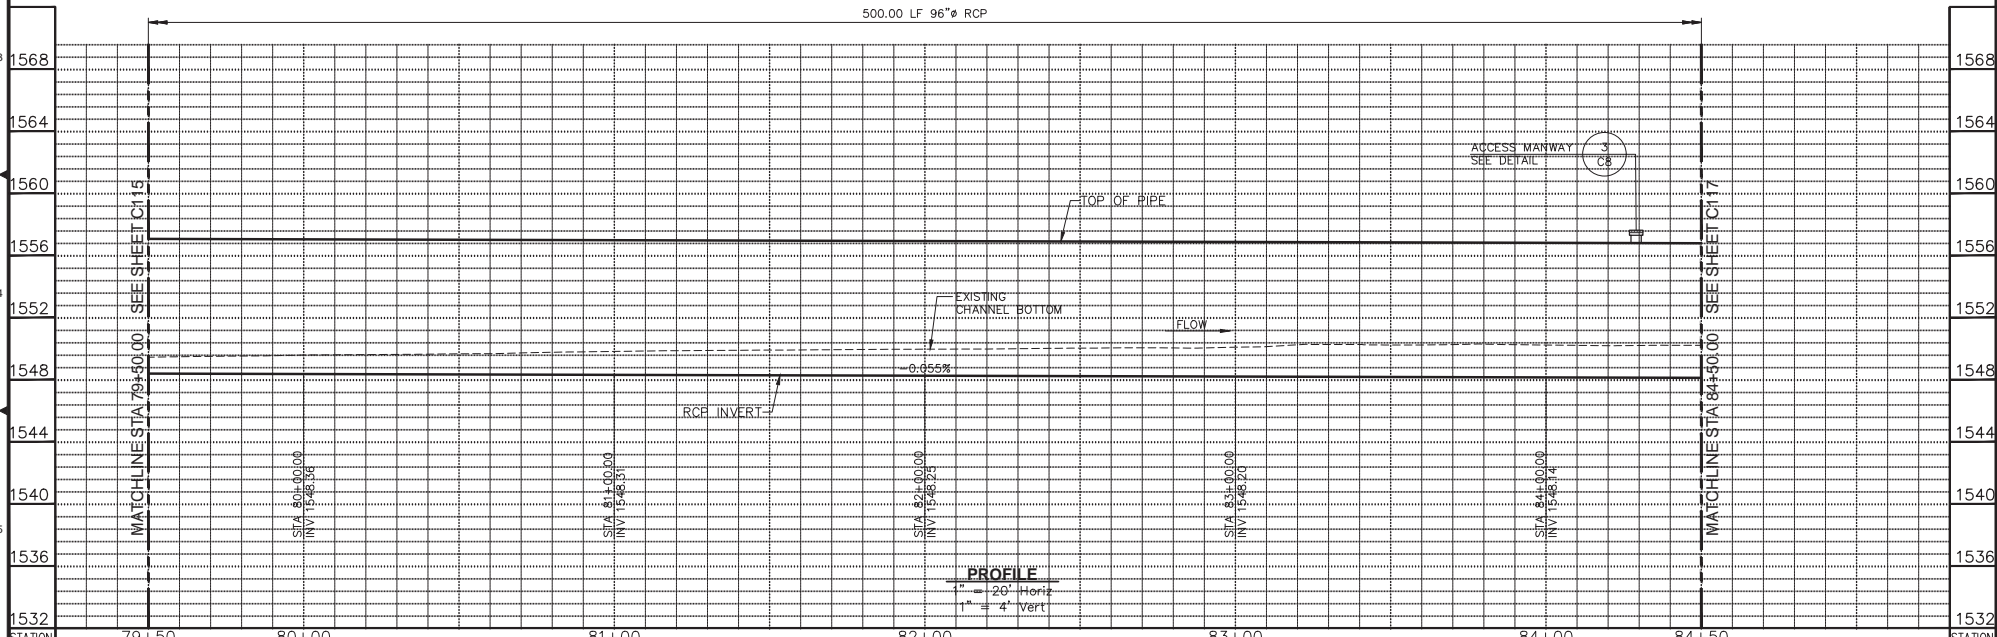 500.00 LF 96"ø RCP
1568
1568
1564
1564
ACCESS MANWAY
SEE DETAIL
3
C8
1560
1560
TOP OF PIPE
1556
1556
EXISTING
CHANNEL BOTTOM
1552
1552
FLOW
1548
-0.055%
1548
RCP INVERT
1544
1544
MATCHLINE STA 79+50.00 SEE SHEET C115
MATCHLINE STA 84+50.00 SEE SHEET C117
STA 80+00.00
INV 1548.36
STA 81+00.00
INV 1548.31
STA 82+00.00
INV 1548.25
STA 83+00.00
INV 1548.20
STA 84+00.00
INV 1548.14
1540
1540
1536
1536
PROFILE
1" = 20' Horiz
1" = 4' Vert
1532
1532
STATION 79+50 80+00 81+00 82+00 83+00 84+00 84+50 STATION